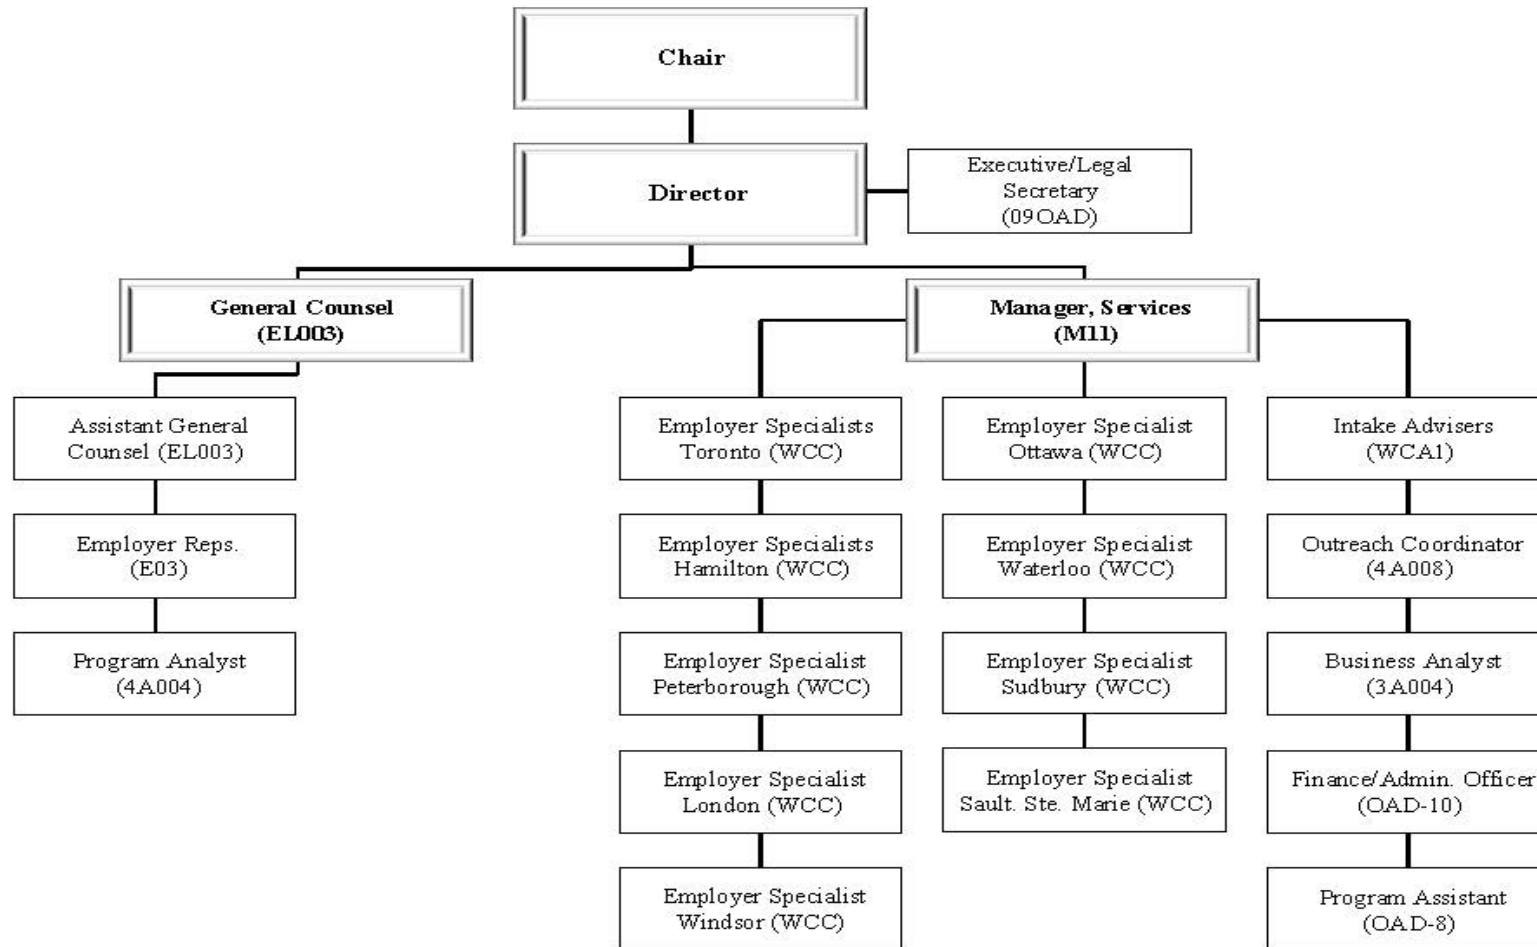 Chair
Director
Executive/Legal
Secretary
(09OAD)
General Counsel
(EL003)
Manager, Services
(M11)
Assistant General
Counsel (EL003)
Employer Reps.
(E03)
Program Analyst
(4A004)
Employer Specialists
Toronto (WCC)
Employer Specialists
Hamilton (WCC)
Employer Specialist
Peterborough (WCC)
Employer Specialist
London (WCC)
Employer Specialist
Windsor (WCC)
Employer Specialist
Ottawa (WCC)
Employer Specialist
Waterloo (WCC)
Employer Specialist
Sudbury (WCC)
Employer Specialist
Sault. Ste. Marie (WCC)
Intake Advisers
(WCA1)
Outreach Coordinator
(4A008)
Business Analyst
(3A004)
Finance/Admin. Officer
(OAD-10)
Program Assistant
(OAD-8)